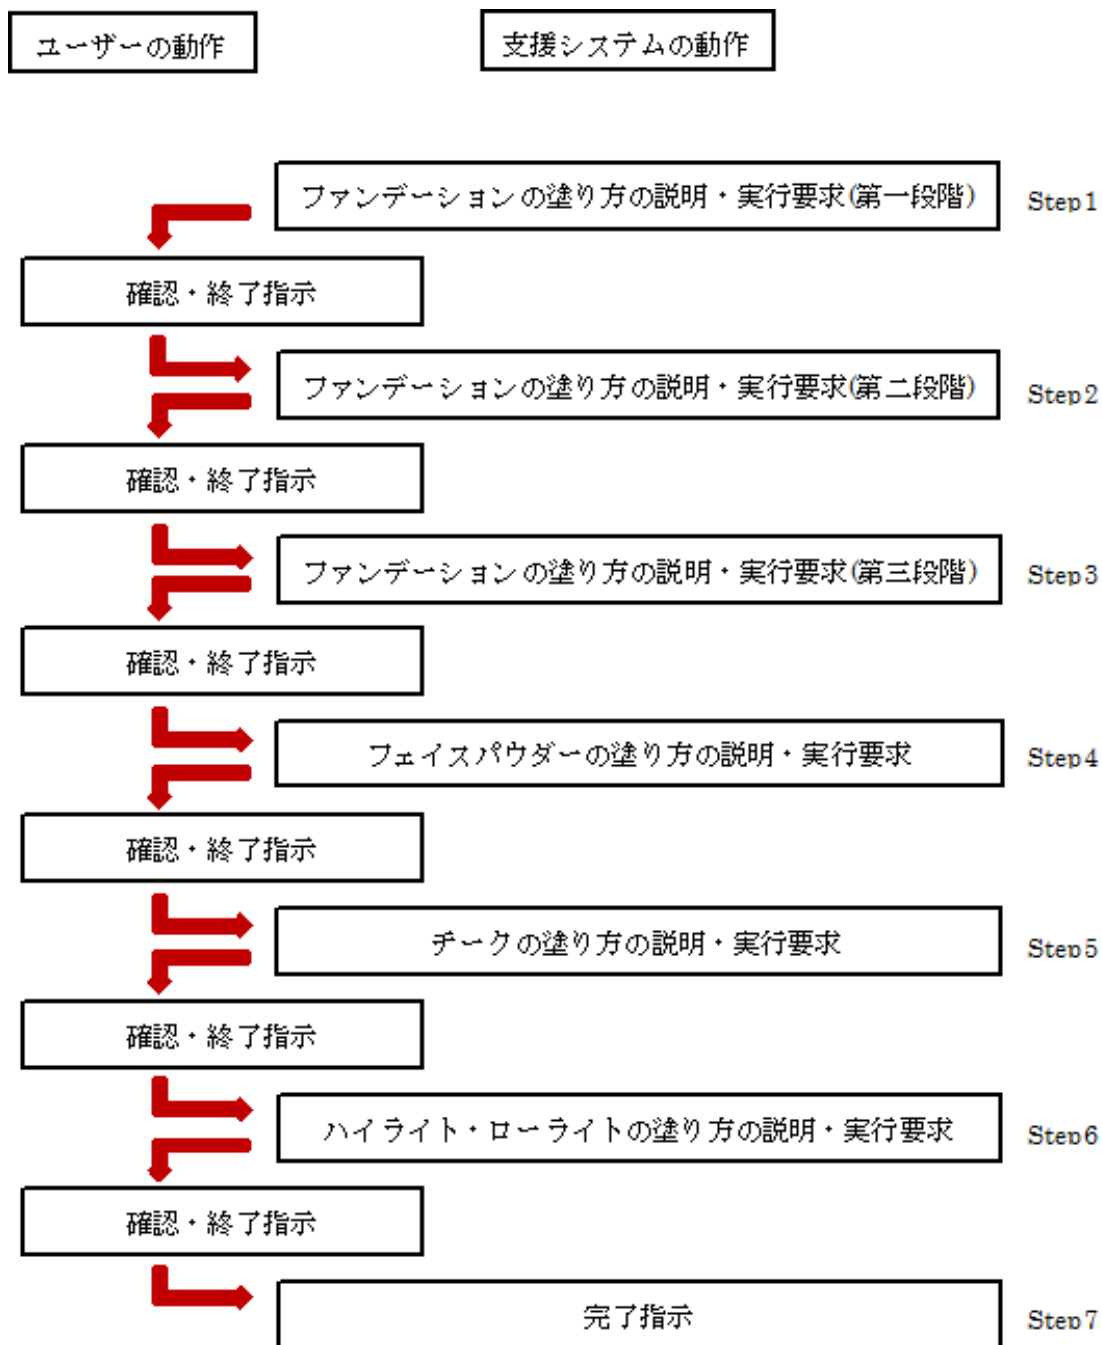 ユーザーの動作
支援システムの動作
ファンデーションの塗り方の説明・実行要求(第一段階) Step1
確認・終了指示
ファンデーションの塗り方の説明・実行要求(第二段階) Step2
確認・終了指示
ファンデーションの塗り方の説明・実行要求(第三段階) Step3
確認・終了指示
フェイスパウダーの塗り方の説明・実行要求 Step4
確認・終了指示
チークの塗り方の説明・実行要求 Step5
確認・終了指示
ハイライト・ローライトの塗り方の説明・実行要求 Step6
確認・終了指示
完了指示 Step7